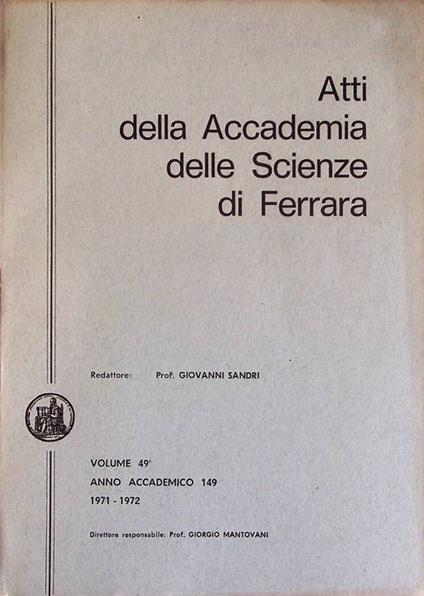 Atti
della Accademia
delle Scienze
di Ferrara
Redattore: Prof. GIOVANNI SANDRI
VOLUME 49°
ANNO ACCADEMICO 149
1971 - 1972
Direttore responsabile: Prof. GIORGIO MANTOVANI